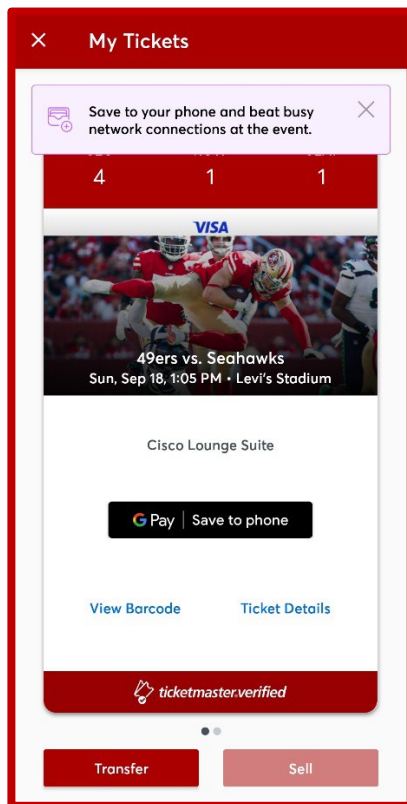 My Tickets
Save to your phone and beat busy
network connections at the event.
4 1 1
VISA
49ers vs. Seahawks
Sun, Sep 18, 1:05 PM • Levi's Stadium
Cisco Lounge Suite
G Pay | Save to phone
View Barcode Ticket Details
ticketmaster.verified
Transfer Sell